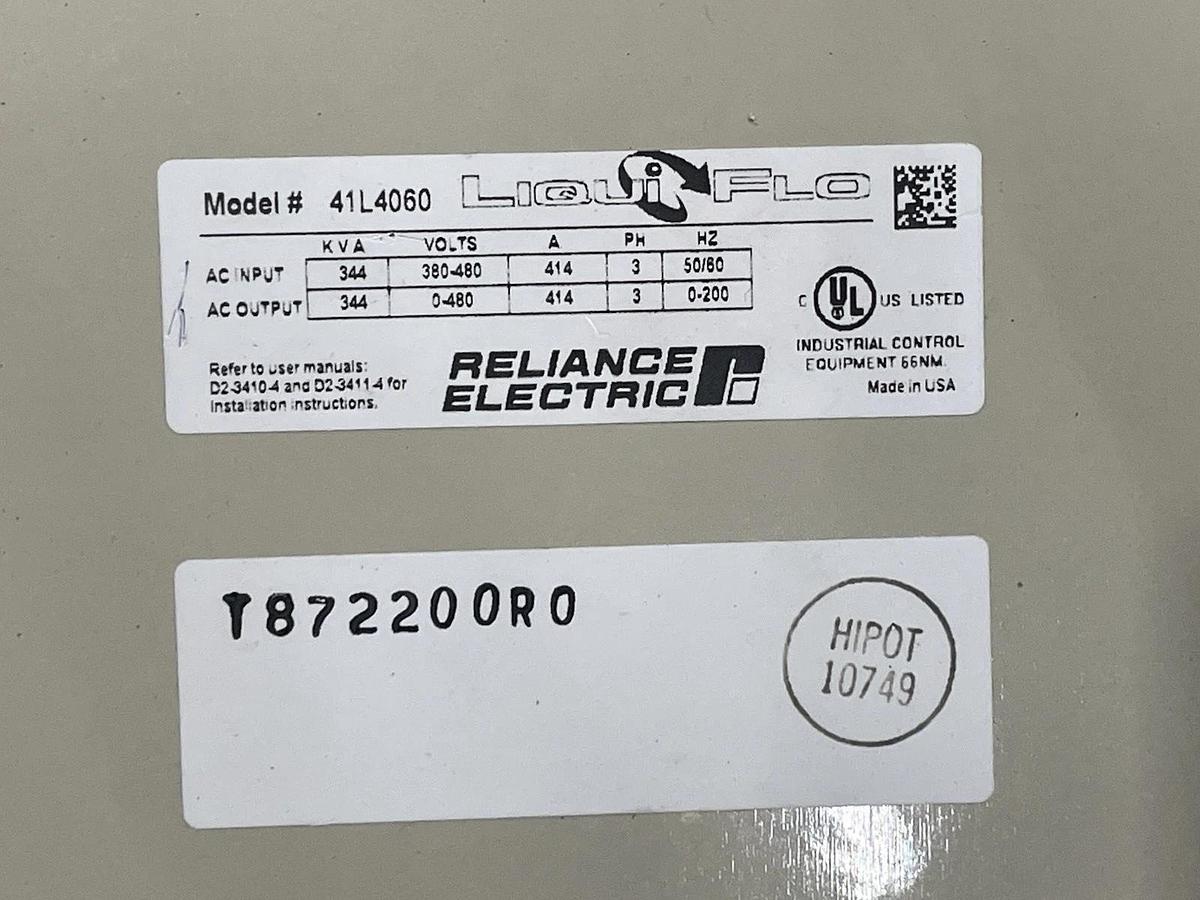 Model # 41L4060 LIQUIFLO
KVA VOLTS A PH HZ
AC INPUT 344 380-480 414 3 50/60
AC OUTPUT 344 0-480 414 3 0-200
C UL US LISTED
INDUSTRIAL CONTROL
EQUIPMENT 66NM.
Made in USA
Refer to user manuals:
D2-3410-4 and D2-3411-4 for
installation instructions.
RELIANCE
ELECTRIC
T872200R0
HIPOT
10749